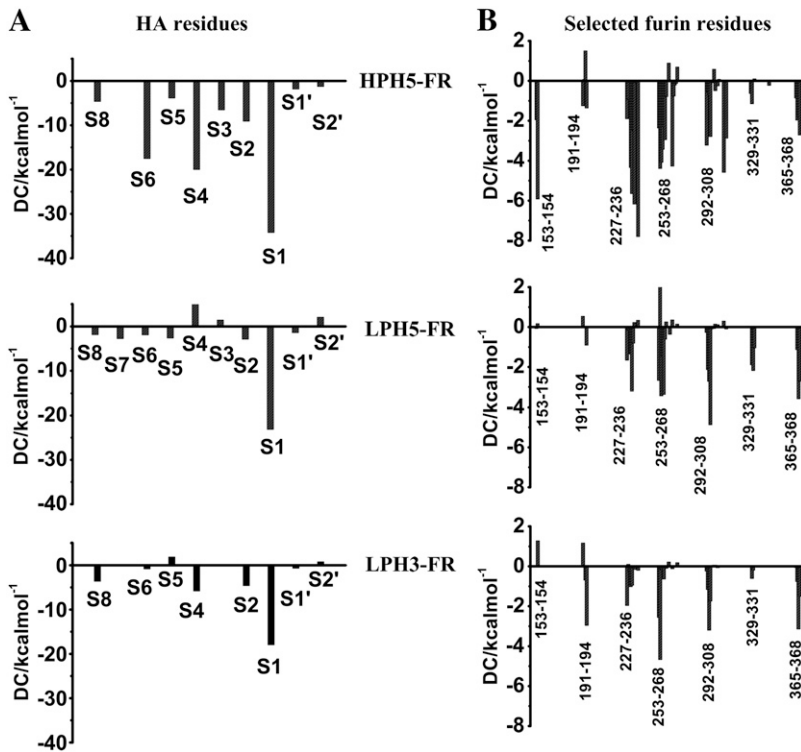 A
HA residues
B
Selected furin residues
HPH5-FR
DC/kcalmol⁻¹
0
-10
-20
-30
-40
S8
S6
S5
S4
S3
S2
S1
S1'
S2'
DC/kcalmol⁻¹
2
0
-2
-4
-6
-8
153-154
191-194
227-236
253-268
292-308
329-331
365-368
LPH5-FR
DC/kcalmol⁻¹
0
-10
-20
-30
-40
S8
S7
S6
S5
S4
S3
S2
S1
S1'
S2'
DC/kcalmol⁻¹
2
0
-2
-4
-6
-8
153-154
191-194
227-236
253-268
292-308
329-331
365-368
LPH3-FR
DC/kcalmol⁻¹
0
-10
-20
-30
-40
S8
S6
S5
S4
S2
S1
S1'
S2'
DC/kcalmol⁻¹
2
0
-2
-4
-6
-8
153-154
191-194
227-236
253-268
292-308
329-331
365-368